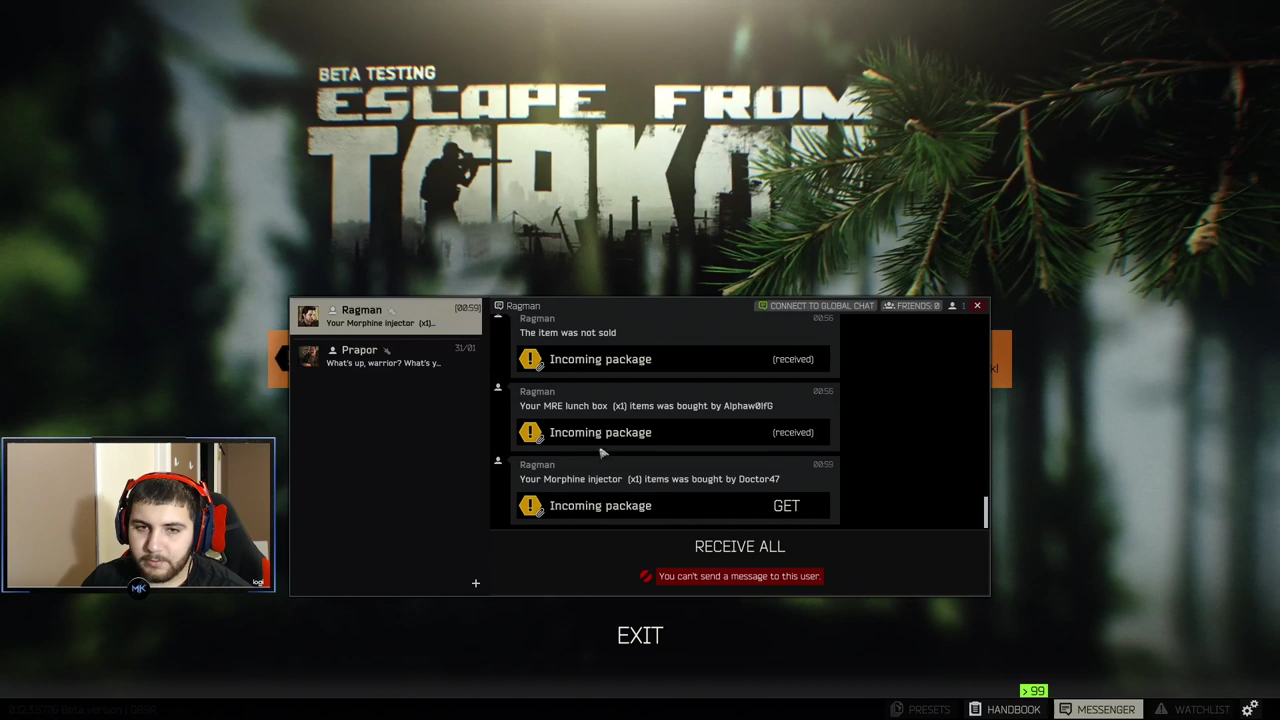 BETA TESTING
ESCAPE FROM
TARKOV
Ragman
[00:59]
Your Morphine injector (x1)...
Prapor
31/01
What's up, warrior? What's y...
Ragman
CONNECT TO GLOBAL CHAT
FRIENDS: 0
1
Ragman
00:56
The item was not sold
Incoming package
(received)
Ragman
00:56
Your MRE lunch box (x1) items was bought by Alphaw0lfG
Incoming package
(received)
Ragman
00:59
Your Morphine injector (x1) items was bought by Doctor47
Incoming package
GET
RECEIVE ALL
You can't send a message to this user.
+
k!
logi
MK
EXIT
> 99
PRESETS
HANDBOOK
MESSENGER
WATCHLIST